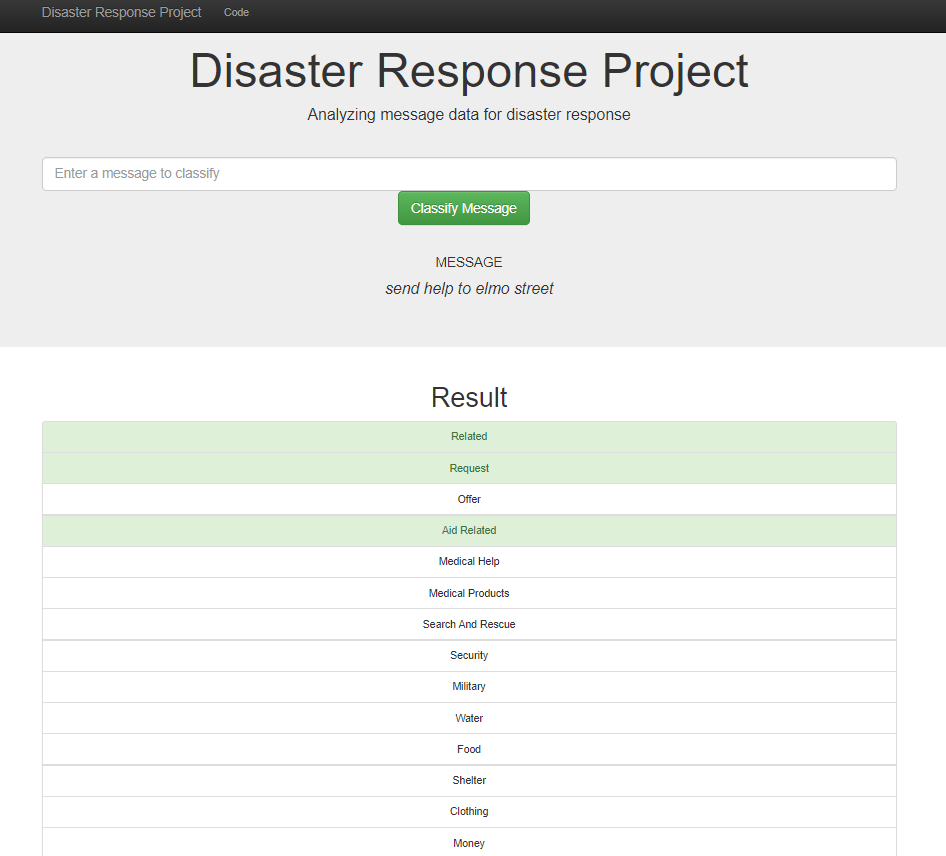 Disaster Response Project Code
Disaster Response Project
Analyzing message data for disaster response
Enter a message to classify
Classify Message
MESSAGE
send help to elmo street
Result
Related
Request
Offer
Aid Related
Medical Help
Medical Products
Search And Rescue
Security
Military
Water
Food
Shelter
Clothing
Money